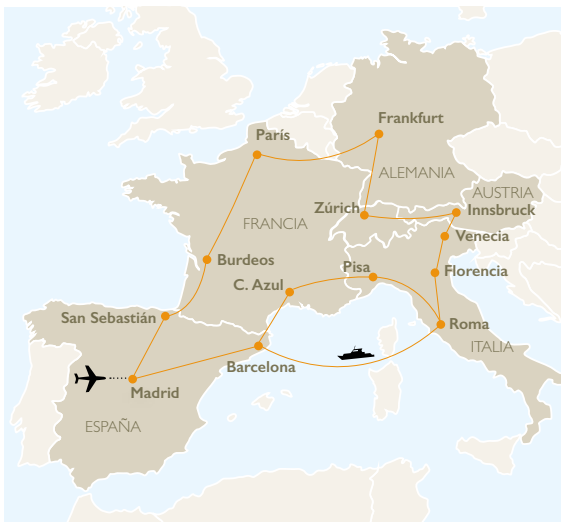 París
Frankfurt
ALEMANIA
AUSTRIA
Zúrich
Innsbruck
FRANCIA
Venecia
Burdeos
Pisa
Florencia
C. Azul
San Sebastián
Roma
ITALIA
Barcelona
Madrid
ESPAÑA